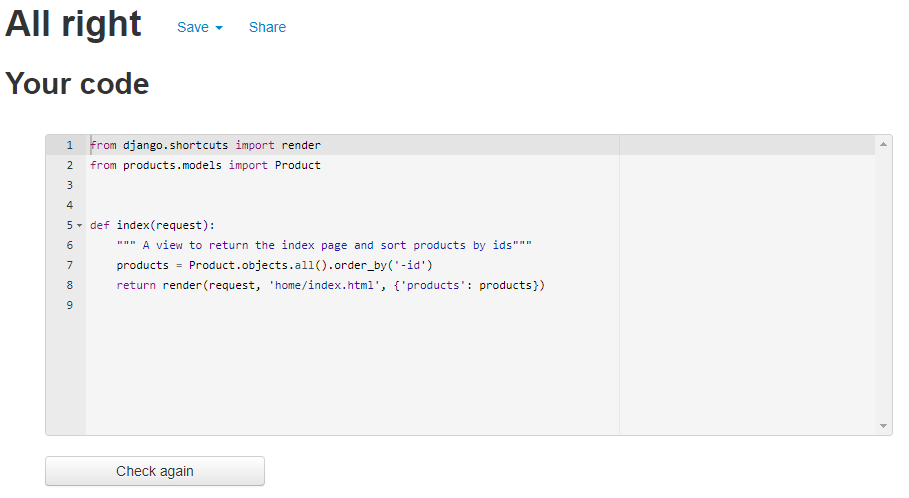 All right Save Share
Your code
1 from django.shortcuts import render
2 from products.models import Product
3
4
5 def index(request):
6     """ A view to return the index page and sort products by ids"""
7     products = Product.objects.all().order_by('-id')
8     return render(request, 'home/index.html', {'products': products})
9
Check again